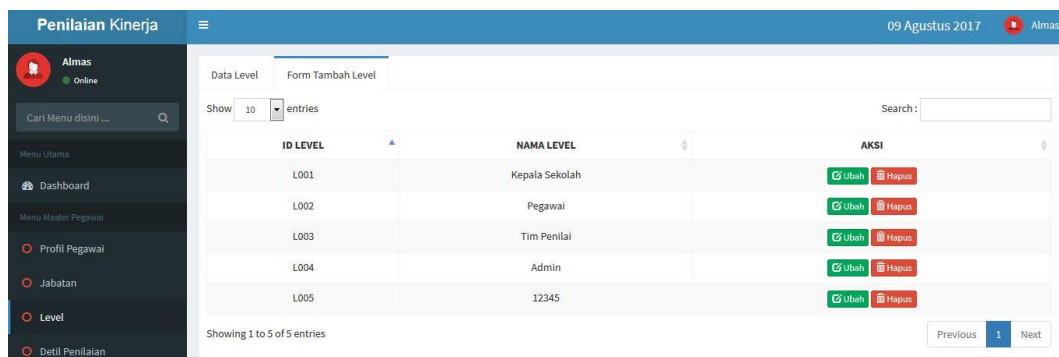 Penilaian Kinerja
09 Agustus 2017 Almas
Almas
Online
Cari Menu disini ...
Menu Utama
Dashboard
Menu Master Pegawai
Profil Pegawai
Jabatan
Level
Detil Penilaian
Data Level Form Tambah Level
Show 10 entries Search :
ID LEVEL NAMA LEVEL AKSI
L001 Kepala Sekolah Ubah Hapus
L002 Pegawai Ubah Hapus
L003 Tim Penilai Ubah Hapus
L004 Admin Ubah Hapus
L005 12345 Ubah Hapus
Showing 1 to 5 of 5 entries Previous 1 Next